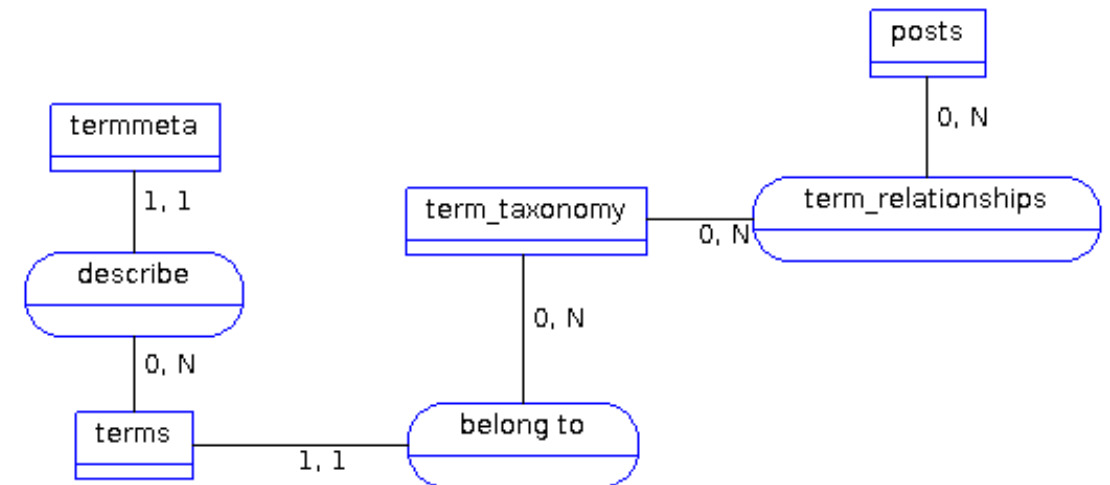 posts
0, N
termmeta
1, 1
term_taxonomy
term_relationships
0, N
describe
0, N
0, N
terms
belong to
1, 1